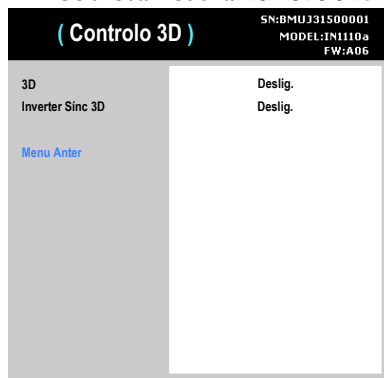 ( Controlo 3D )
SN:BMUJ31500001
MODEL:IN1110a
FW:A06
3D Deslig.
Inverter Sinc 3D Deslig.
Menu Anter